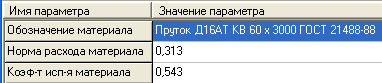 Имя параметра Значение параметра
Обозначение материала Пруток Д16АТ КВ 60 х 3000 ГОСТ 21488-88
Норма расхода материала 0,313
Коэф-т исп-я материала 0,543